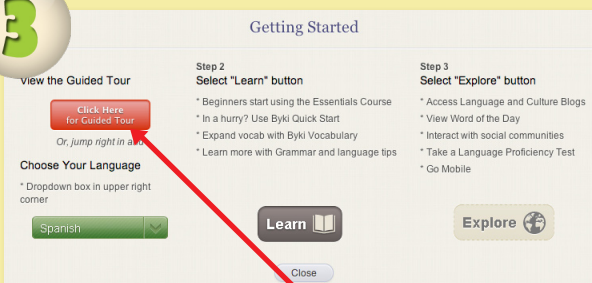 3
Getting Started
View the Guided Tour
Click Here
for Guided Tour
Or, jump right in
Choose Your Language
* Dropdown box in upper right
corner
Spanish
Step 2
Select "Learn" button
* Beginners start using the Essentials Course
* In a hurry? Use Byki Quick Start
* Expand vocab with Byki Vocabulary
* Learn more with Grammar and language tips
Learn
Step 3
Select "Explore" button
* Access Language and Culture Blogs
* View Word of the Day
* Interact with social communities
* Take a Language Proficiency Test
* Go Mobile
Explore
Close